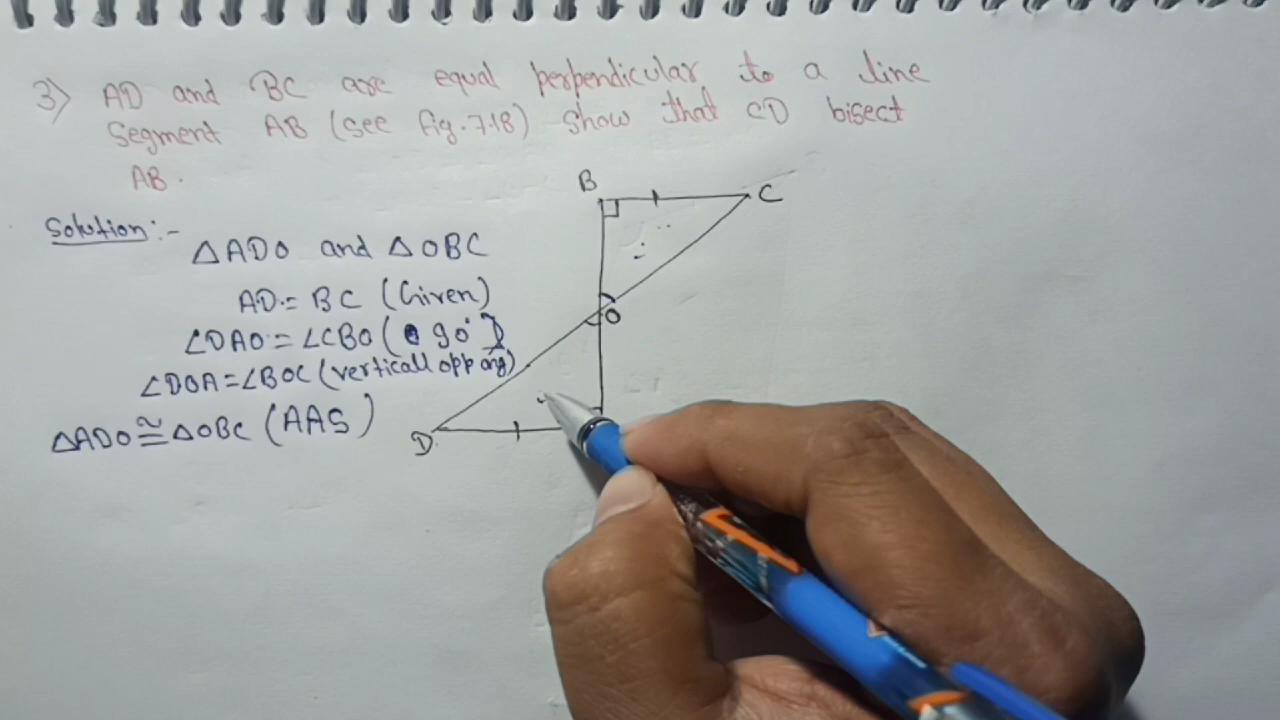 3) AD and BC are equal perpendicular to a line
Segment AB (see fig. 7.18) show that CD bisect
AB.
Solution:-
△ADO and △OBC
AD = BC (Given)
∠DAO = ∠CBO (90°)
∠DOA = ∠BOC (verticall opp ang)
△ADO ≅ △OBC (AAS)
B
C
O
D